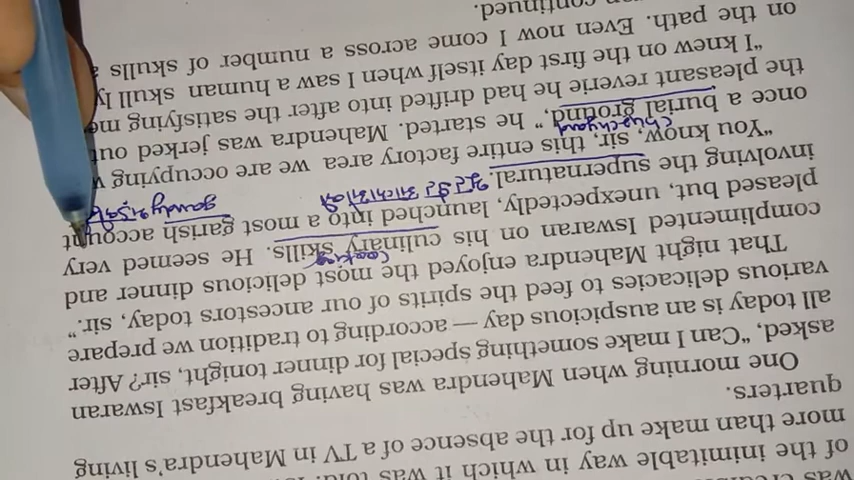 was
of the inimitable way in which it was told.
more than make up for the absence of a TV in Mahendra's living
quarters.
One morning when Mahendra was having breakfast Iswaran
asked, “Can I make something special for dinner tonight, sir? After
all today is an auspicious day — according to tradition we prepare
various delicacies to feed the spirits of our ancestors today, sir.”
That night Mahendra enjoyed the most delicious dinner and
cooking
complimented Iswaran on his culinary skills. He seemed very
pleased but, unexpectedly, launched into a most garish account
gaudy
involving the supernatural.
“You know, sir, this entire factory area we are occupying
churchyard
once a burial ground,” he started. Mahendra was jerked out
the pleasant reverie he had drifted into after the satisfying
“I knew on the first day itself when I saw a human skull
on the path. Even now I come across a number of skulls
continued.